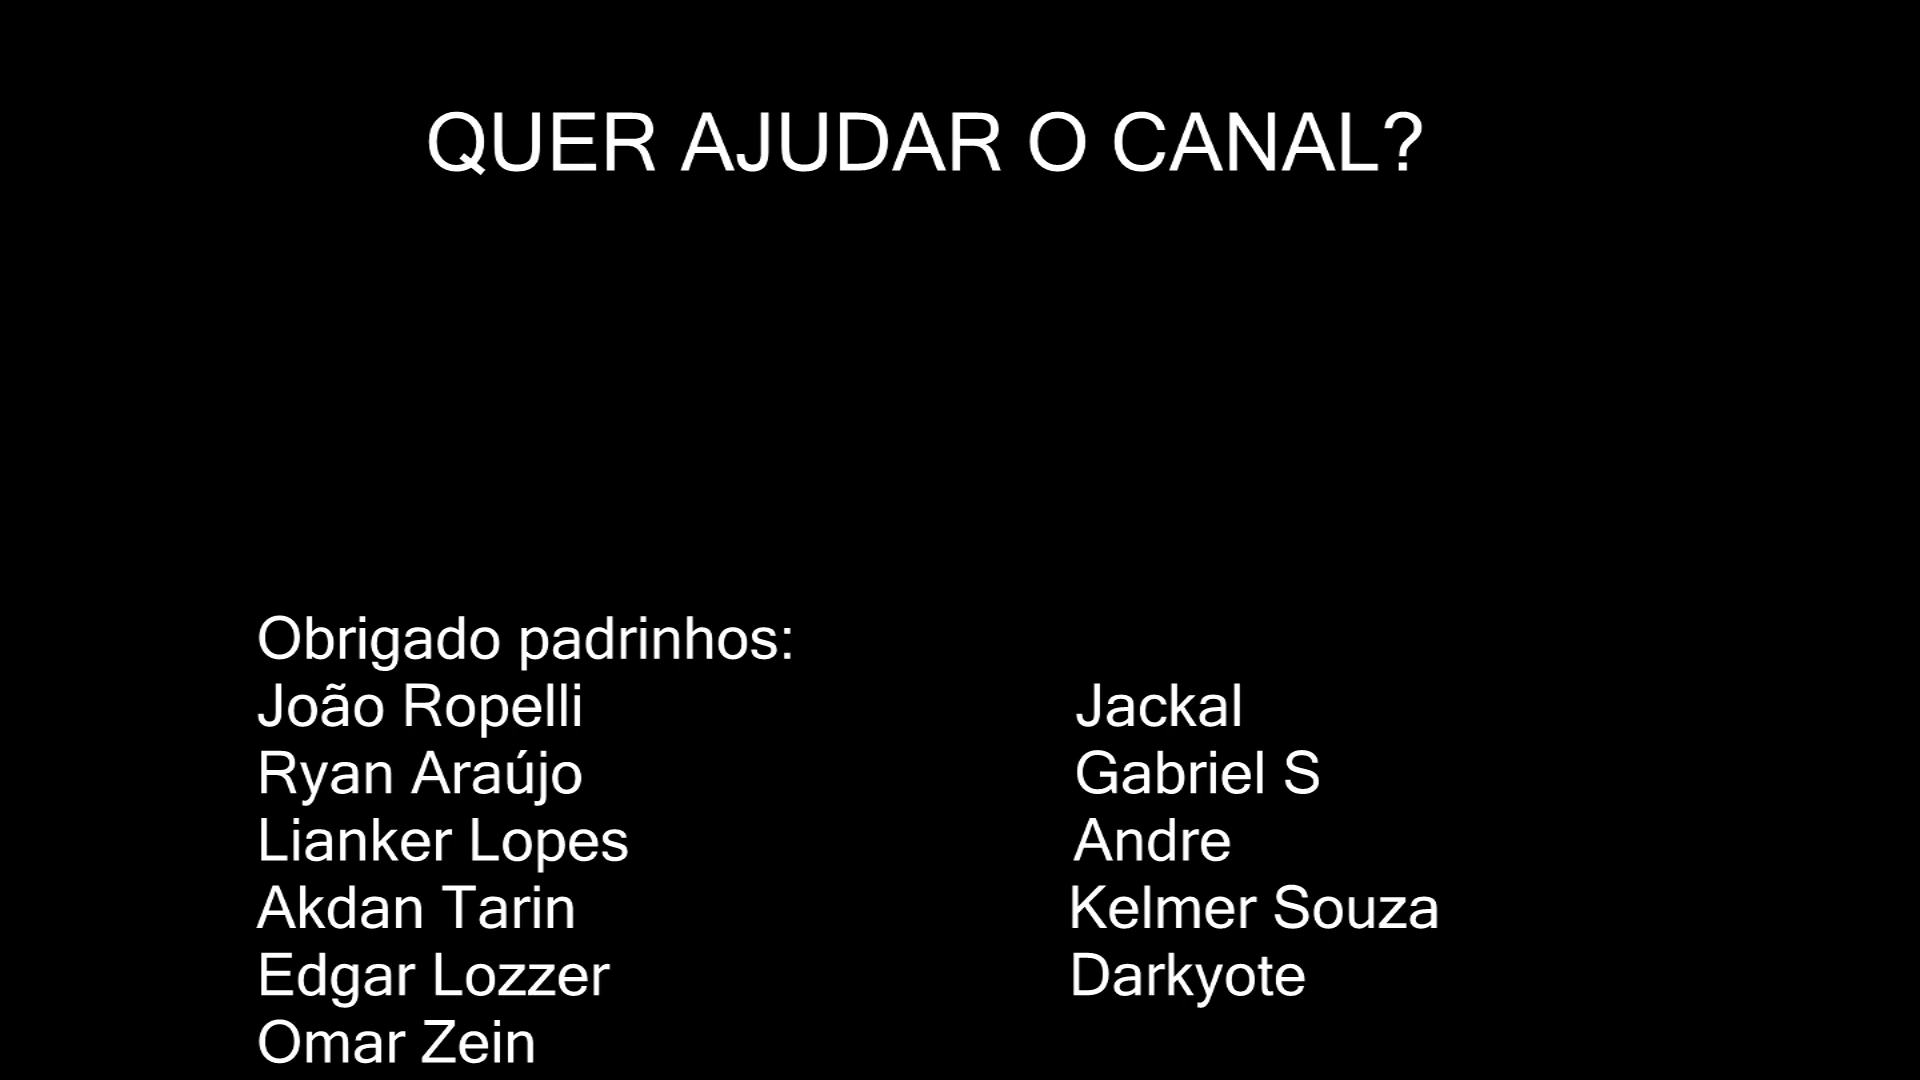 QUER AJUDAR O CANAL?
Obrigado padrinhos:
João Ropelli
Ryan Araújo
Lianker Lopes
Akdan Tarin
Edgar Lozzer
Omar Zein
Jackal
Gabriel S
Andre
Kelmer Souza
Darkyote